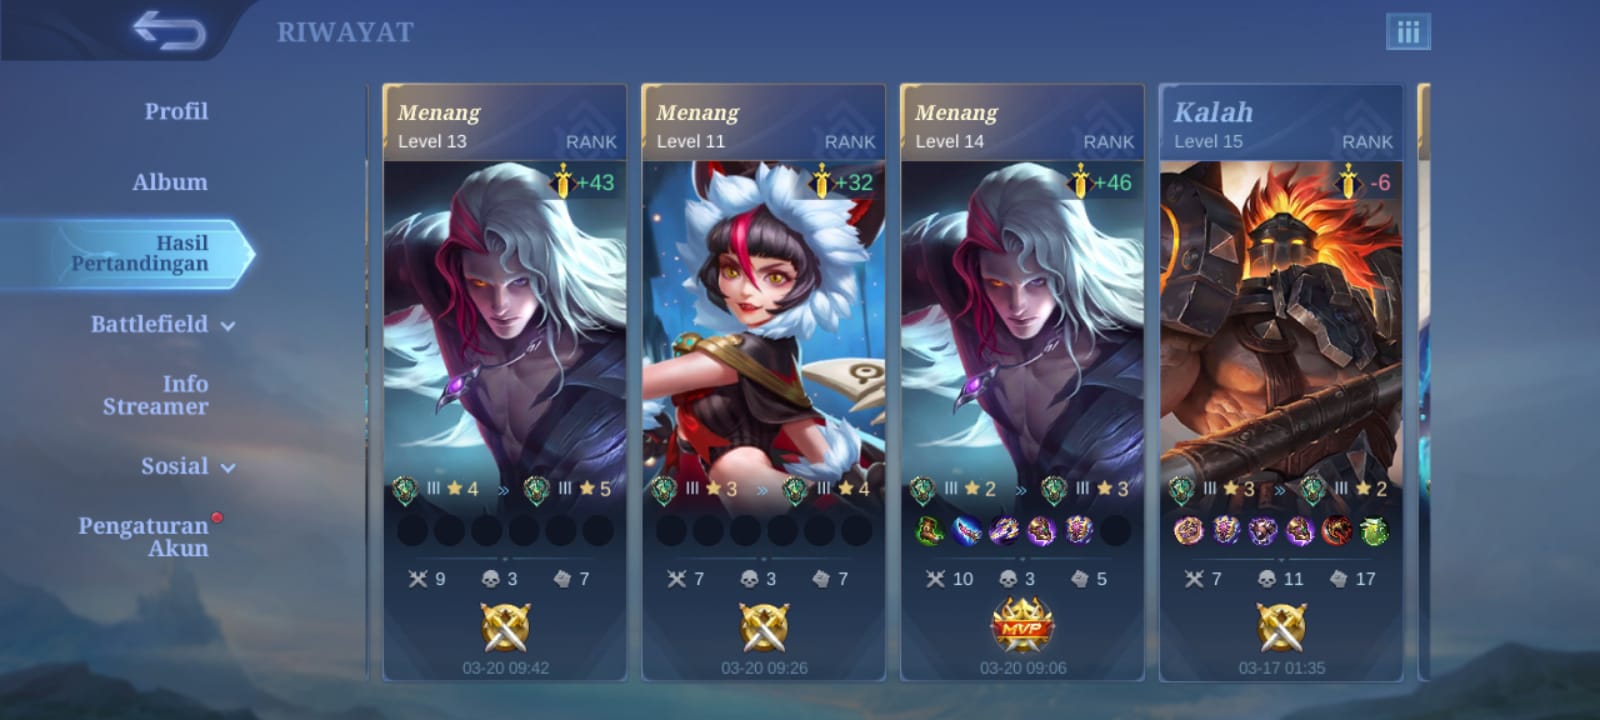 RIWAYAT
Profil
Album
Hasil
Pertandingan
Battlefield
Info
Streamer
Sosial
Pengaturan
Akun
Menang
Level 13
RANK
+43
III 4 » III 5
9 3 7
03-20 09:42
Menang
Level 11
RANK
+32
III 3 » III 4
7 3 7
03-20 09:26
Menang
Level 14
RANK
+46
III 2 » III 3
10 3 5
MVP
03-20 09:06
Kalah
Level 15
RANK
-6
III 3 » III 2
7 11 17
03-17 01:35